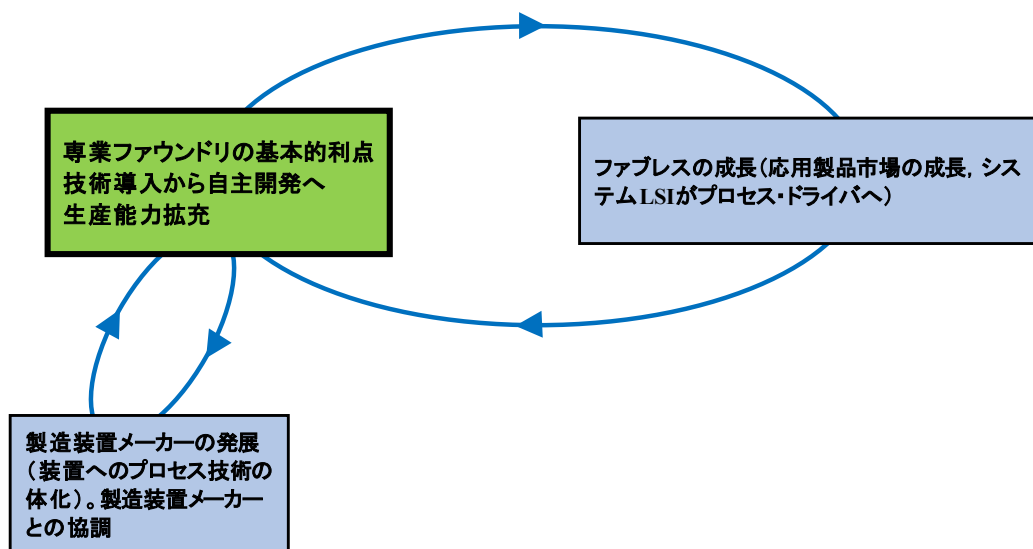 専業ファウンドリの基本的利点
技術導入から自主開発へ
生産能力拡充
ファブレスの成長(応用製品市場の成長, シス
テムLSIがプロセス・ドライバへ)
製造装置メーカーの発展
(装置へのプロセス技術の
体化)。製造装置メーカー
との協調